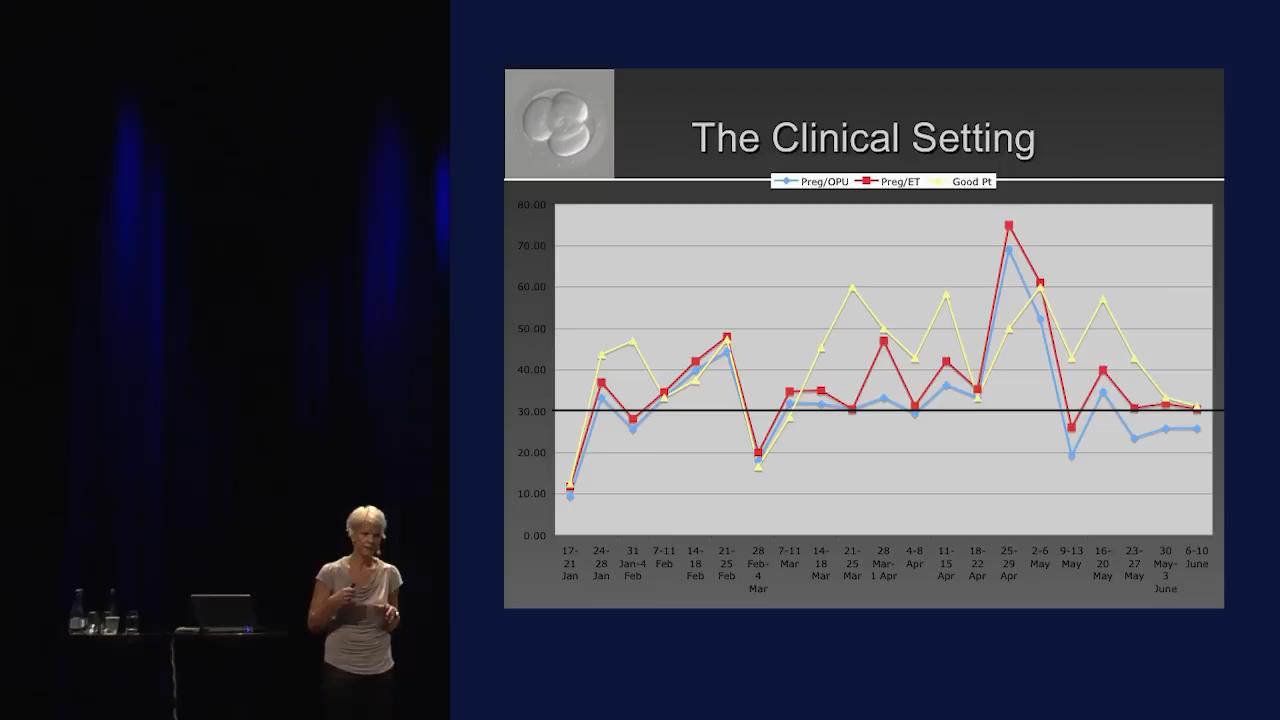 The Clinical Setting
Preg/OPU Preg/ET Good Pt
80.00
70.00
60.00
50.00
40.00
30.00
20.00
10.00
0.00
17-21 Jan
24-28 Jan
31 Jan-4 Feb
7-11 Feb
14-18 Feb
21-25 Feb
28 Feb-4 Mar
7-11 Mar
14-18 Mar
21-25 Mar
28 Mar-1 Apr
4-8 Apr
11-15 Apr
18-22 Apr
25-29 Apr
2-6 May
9-13 May
16-20 May
23-27 May
30 May-3 June
6-10 June